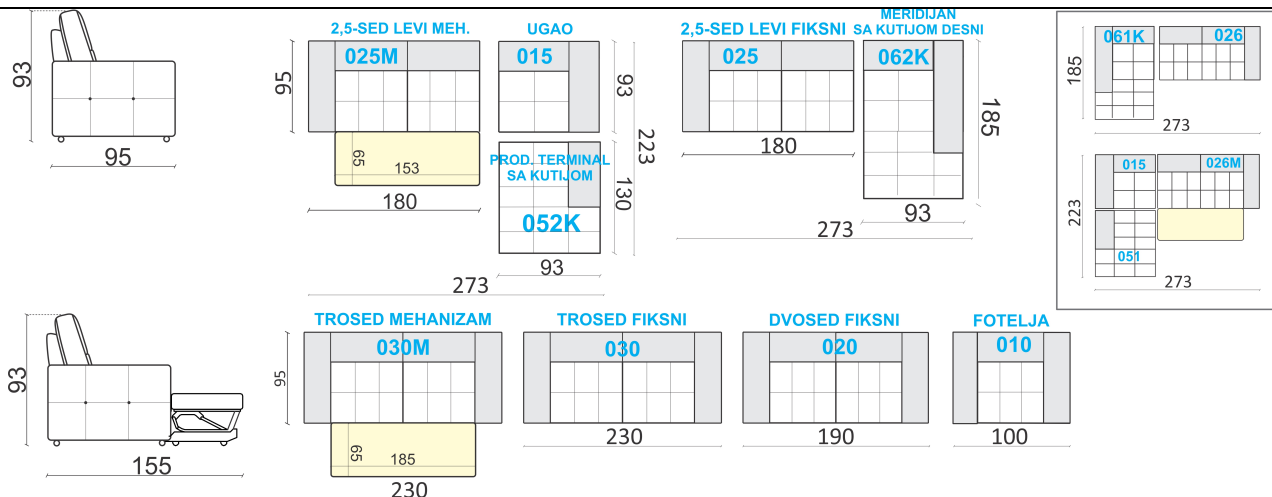 93
95
2,5-SED LEVI MEH.
025M
95
65
153
180
UGAO
015
93
PROD. TERMINAL
SA KUTIJOM
052K
130
223
93
273
2,5-SED LEVI FIKSNI
025
180
MERIDIJAN
SA KUTIJOM DESNI
062K
185
93
273
061K
026
185
273
015
026M
223
051
273
93
155
TROSED MEHANIZAM
030M
95
65
185
230
TROSED FIKSNI
030
230
DVOSED FIKSNI
020
190
FOTELJA
010
100